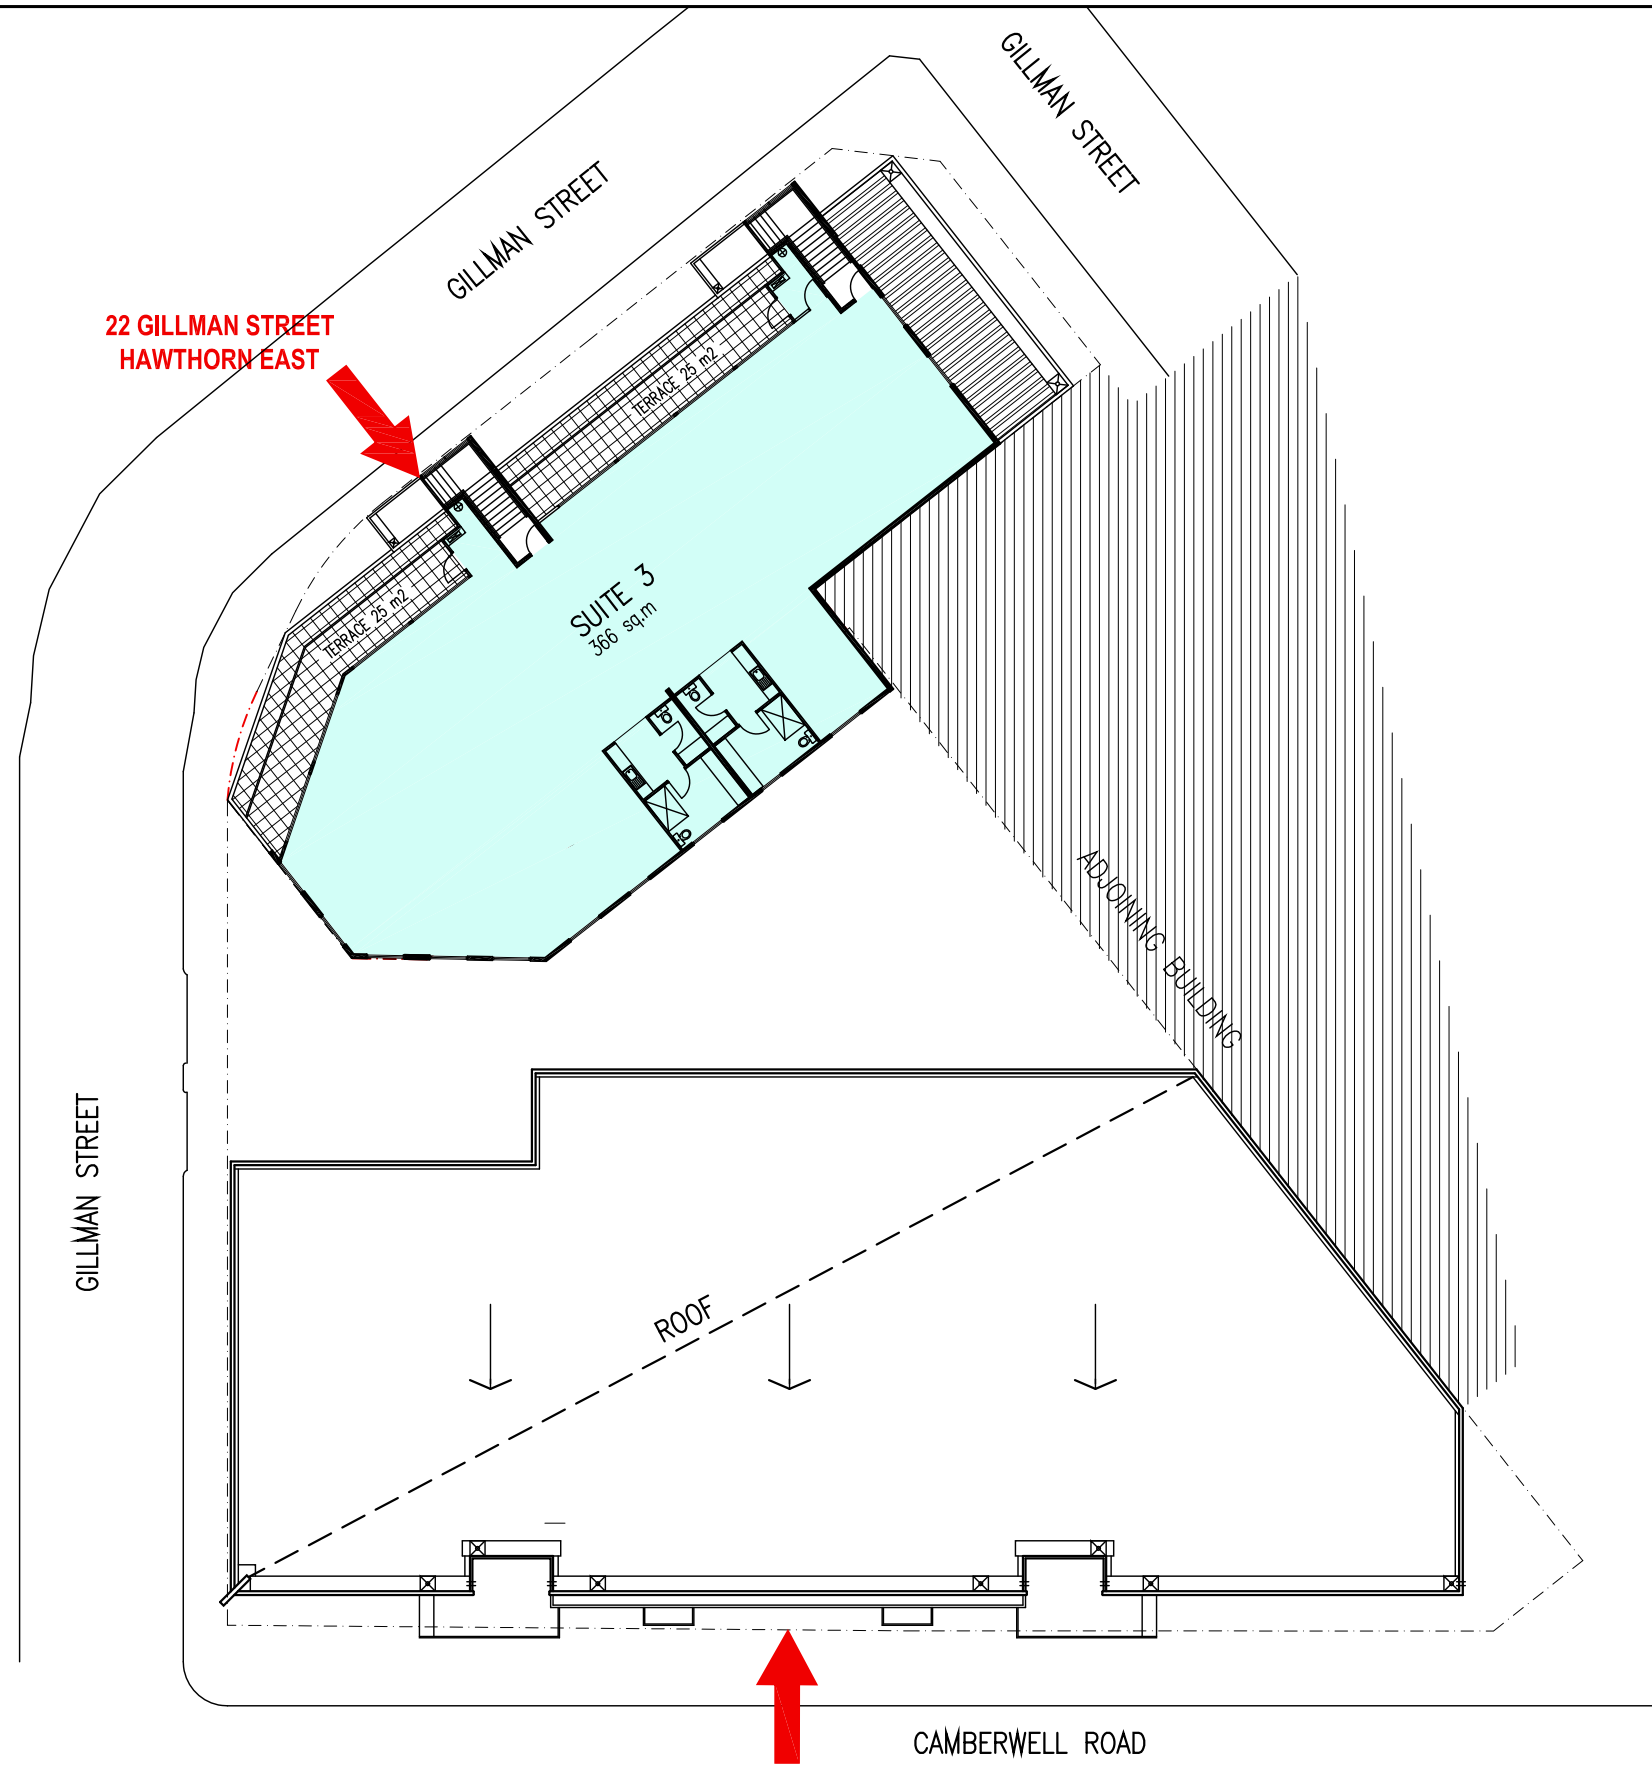 GILLMAN STREET
GILLMAN STREET
22 GILLMAN STREET
HAWTHORN EAST
TERRACE 25 m2
SUITE 3
366 sq.m
TERRACE 25 m2
ADJOINING BUILDING
GILLMAN STREET
ROOF
CAMBERWELL ROAD